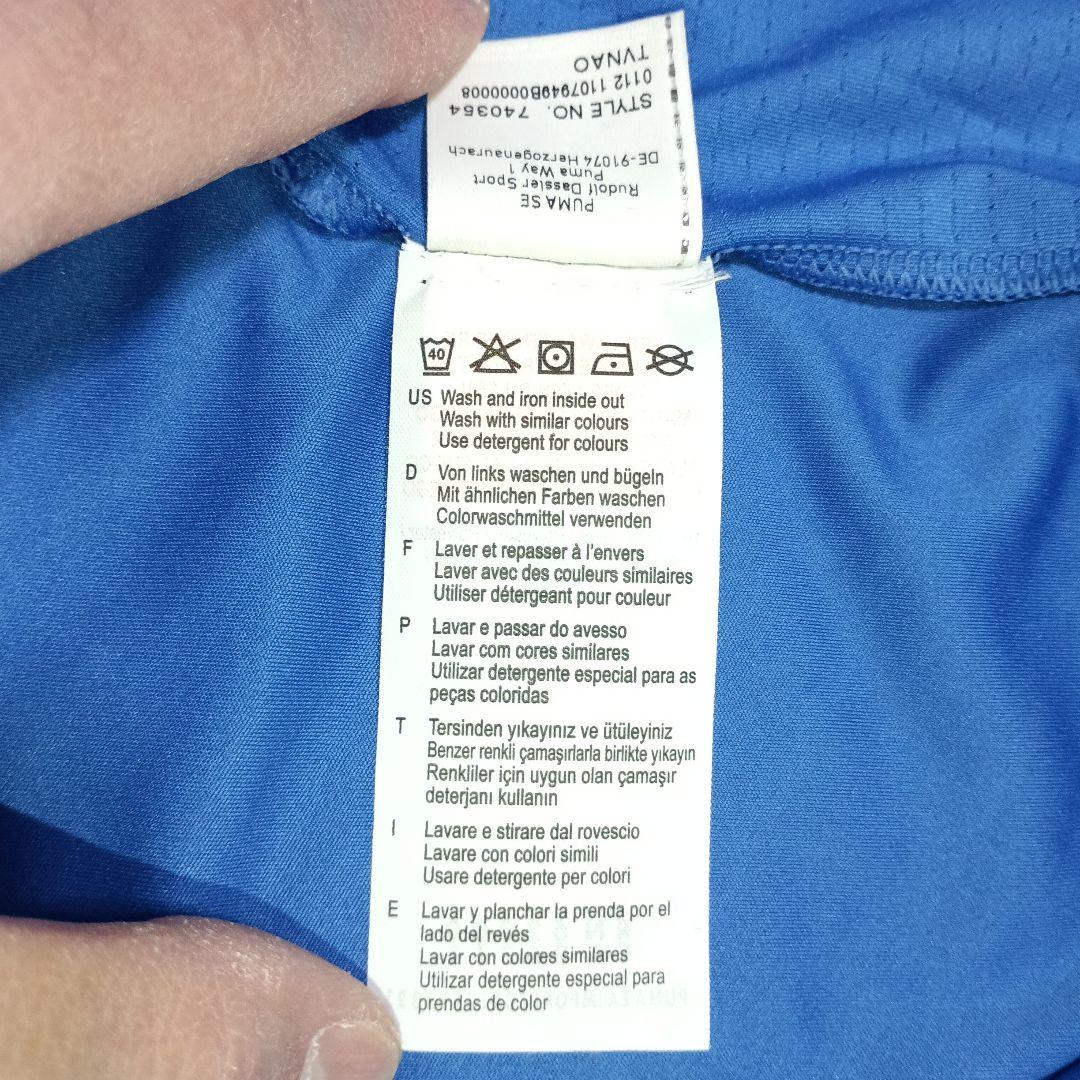 PUMA SE
Rudolf Dassler Sport
Puma Way 1
DE-91074 Herzogenaurach
STYLE NO. 740354
0112 1107949B0000008
TVNAO
40
US Wash and iron inside out
Wash with similar colours
Use detergent for colours
D Von links waschen und bügeln
Mit ähnlichen Farben waschen
Colorwaschmittel verwenden
F Laver et repasser à l'envers
Laver avec des couleurs similaires
Utiliser détergeant pour couleur
P Lavar e passar do avesso
Lavar com cores similares
Utilizar detergente especial para as
peças coloridas
T Tersinden yıkayınız ve ütüleyiniz
Benzer renkli çamaşırlarla birlikte yıkayın
Renkliler için uygun olan çamaşır
deterjanı kullanın
I Lavare e stirare dal rovescio
Lavare con colori simili
Usare detergente per colori
E Lavar y planchar la prenda por el
lado del revés
Lavar con colores similares
Utilizar detergente especial para
prendas de color